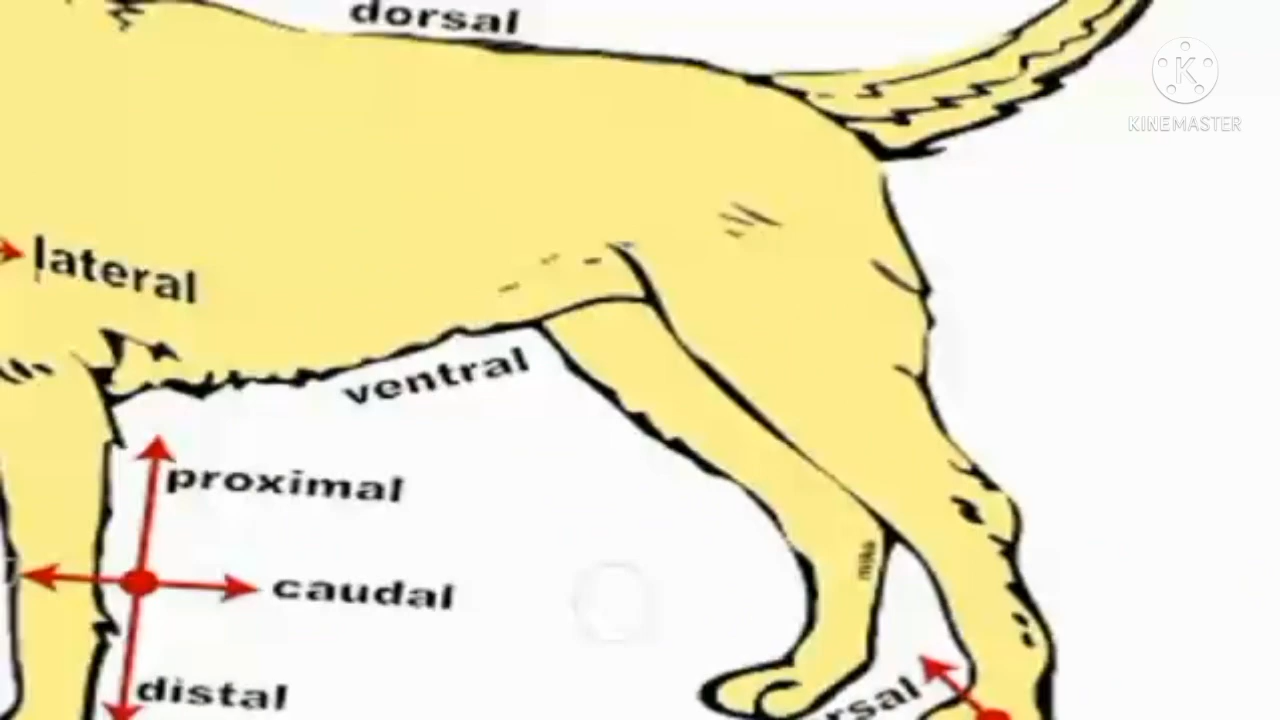 dorsal
K
KINEMASTER
lateral
ventral
proximal
caudal
distal